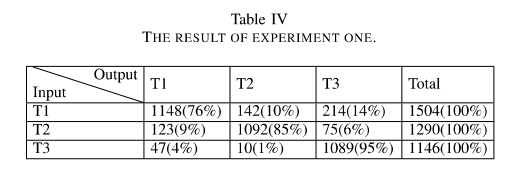 Table IV
THE RESULT OF EXPERIMENT ONE.
Output
Input T1 T2 T3 Total
T1 1148(76%) 142(10%) 214(14%) 1504(100%)
T2 123(9%) 1092(85%) 75(6%) 1290(100%)
T3 47(4%) 10(1%) 1089(95%) 1146(100%)